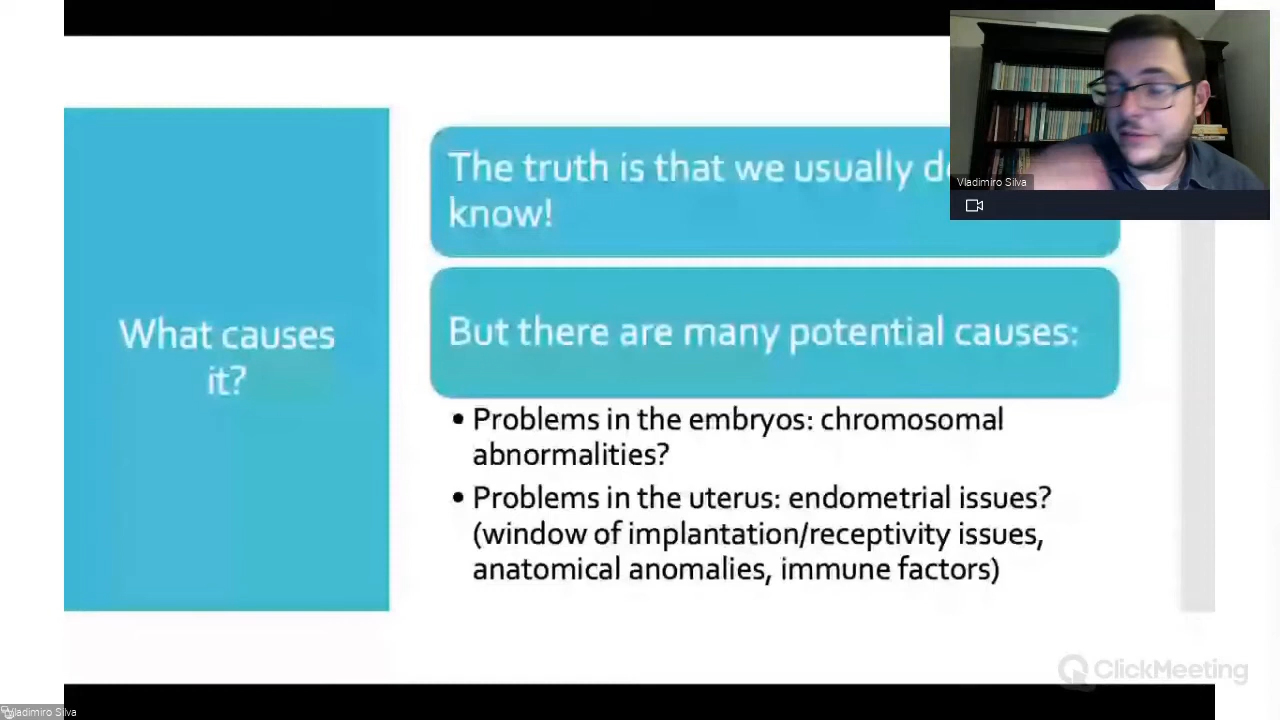 What causes
it?
The truth is that we usually
know!
But there are many potential causes:
• Problems in the embryos: chromosomal
abnormalities?
• Problems in the uterus: endometrial issues?
(window of implantation/receptivity issues,
anatomical anomalies, immune factors)
Vladimiro Silva
ClickMeeting
Vladimiro Silva